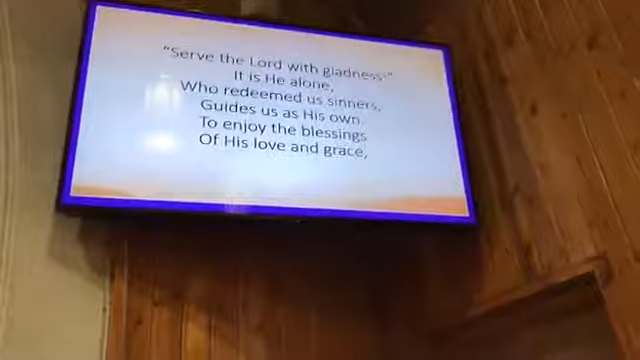 "Serve the Lord with gladness:"
It is He alone,
Who redeemed us sinners,
Guides us as His own.
To enjoy the blessings
Of His love and grace,